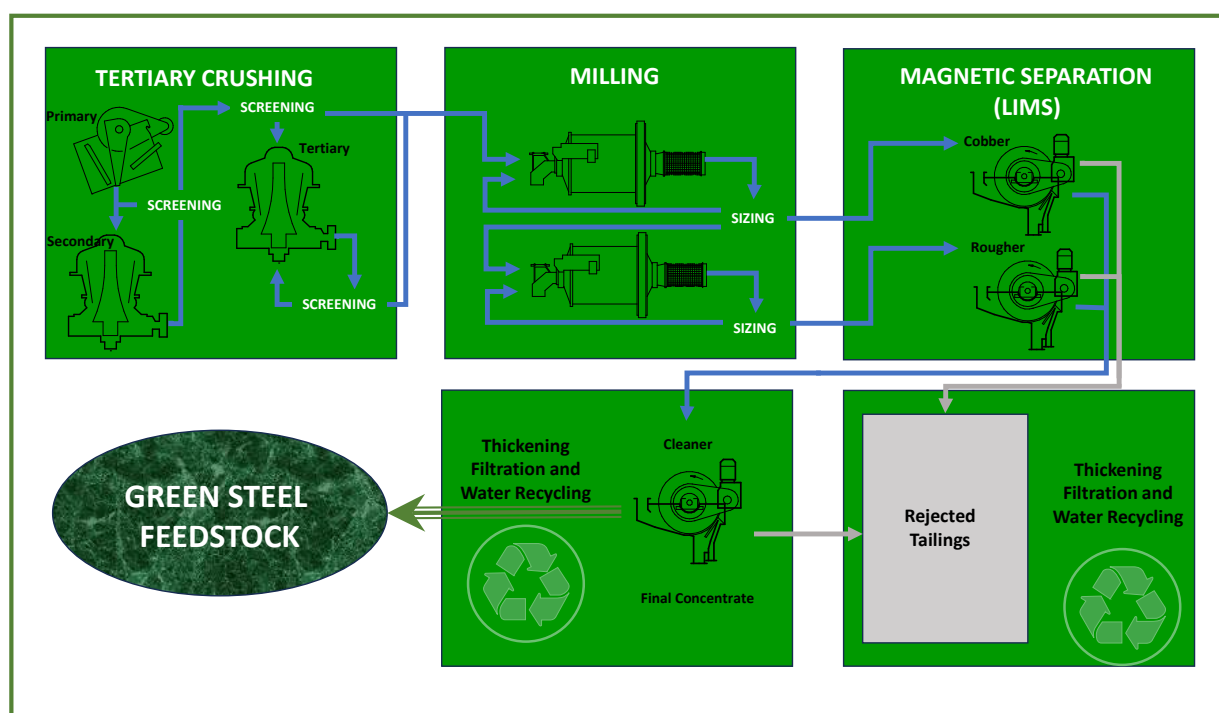 TERTIARY CRUSHING
Primary
SCREENING
Tertiary
SCREENING
Secondary
SCREENING
MILLING
SIZING
SIZING
MAGNETIC SEPARATION
(LIMS)
Cobber
Rougher
GREEN STEEL
FEEDSTOCK
Thickening
Filtration and
Water Recycling
Cleaner
Final Concentrate
Rejected
Tailings
Thickening
Filtration and
Water Recycling